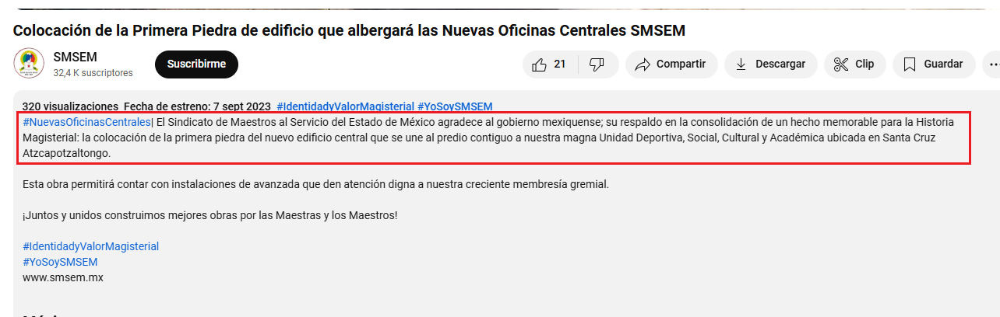 Colocación de la Primera Piedra de edificio que albergará las Nuevas Oficinas Centrales SMSEM
SMSEM
32,4 K suscriptores
Suscribirme
21
Compartir
Descargar
Clip
Guardar
320 visualizaciones Fecha de estreno: 7 sept 2023 #IdentidadyValorMagisterial #YoSoySMSEM
#NuevasOficinasCentrales| El Sindicato de Maestros al Servicio del Estado de México agradece al gobierno mexiquense; su respaldo en la consolidación de un hecho memorable para la Historia
Magisterial: la colocación de la primera piedra del nuevo edificio central que se une al predio contiguo a nuestra magna Unidad Deportiva, Social, Cultural y Académica ubicada en Santa Cruz
Atzcapotzaltongo.
Esta obra permitirá contar con instalaciones de avanzada que den atención digna a nuestra creciente membresía gremial.
¡Juntos y unidos construimos mejores obras por las Maestras y los Maestros!
#IdentidadyValorMagisterial
#YoSoySMSEM
www.smsem.mx